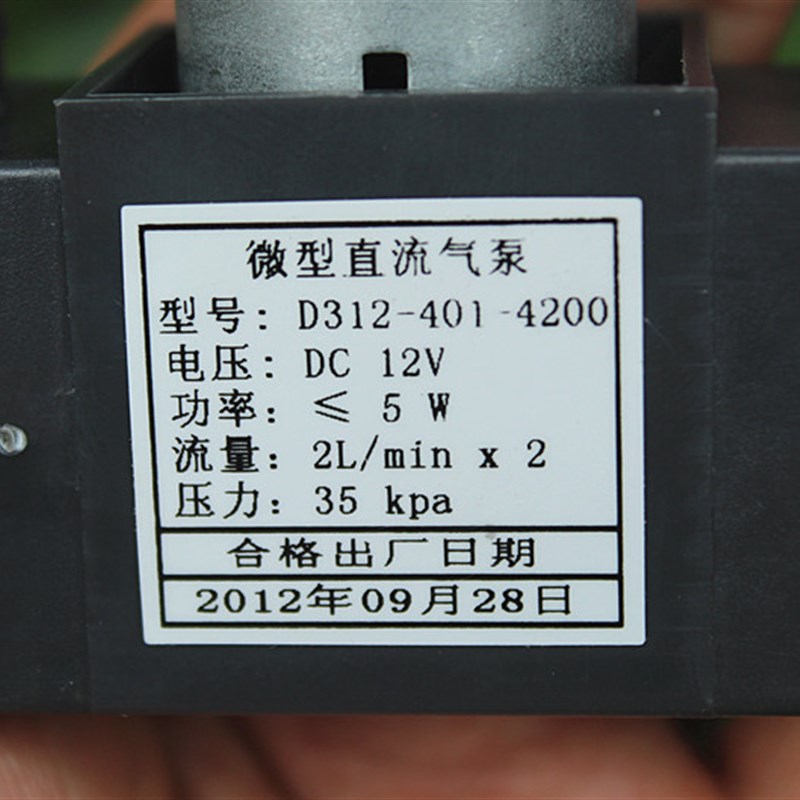 微型直流气泵
型号: D312-401-4200
电压: DC 12V
功率: ≤ 5 W
流量: 2L/min x 2
压力: 35 kpa
合格出厂日期
2012年09月28日